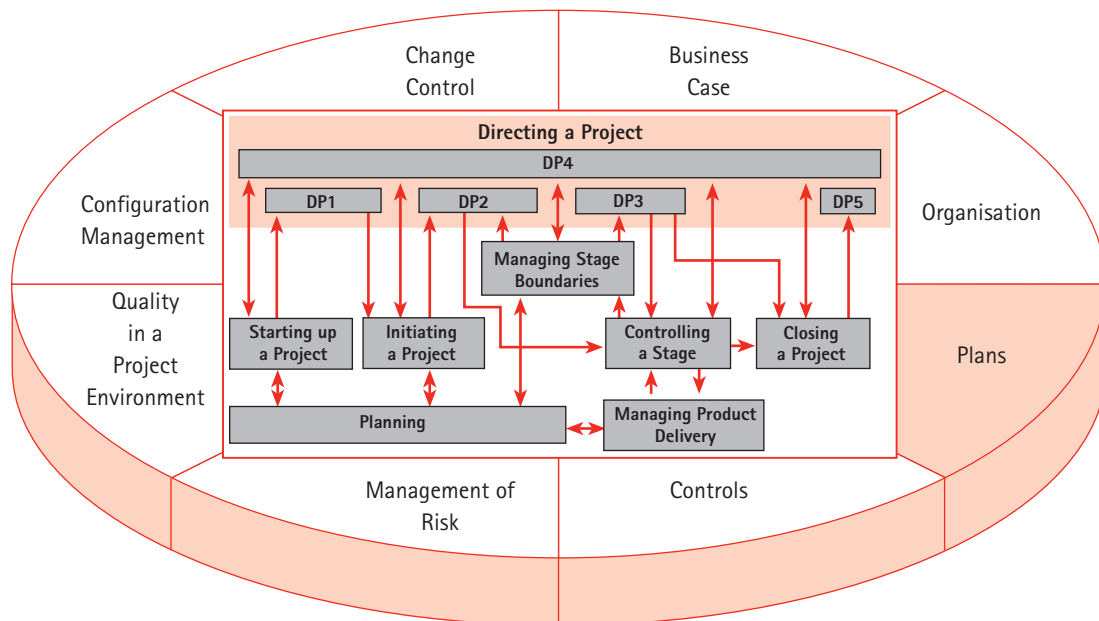 Change
Control
Business
Case
Directing a Project
DP4
DP1
DP2
DP3
DP5
Configuration
Management
Organisation
Managing Stage
Boundaries
Quality
in a
Project
Environment
Starting up
a Project
Initiating
a Project
Controlling
a Stage
Closing
a Project
Plans
Planning
Managing Product
Delivery
Management of
Risk
Controls